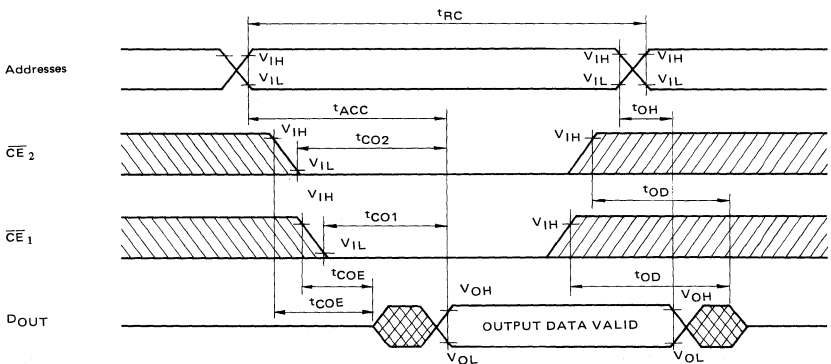 tRC
Addresses
VIH VIH VIH
VIL VIL VIL
tACC tOH
CE2 VIH tCO2 VIH
VIL
VIH tOD
CE1 tCO1 VIH
VIL
tCOE tOD
tCOE VOH VOH
DOUT OUTPUT DATA VALID
VOL VOL